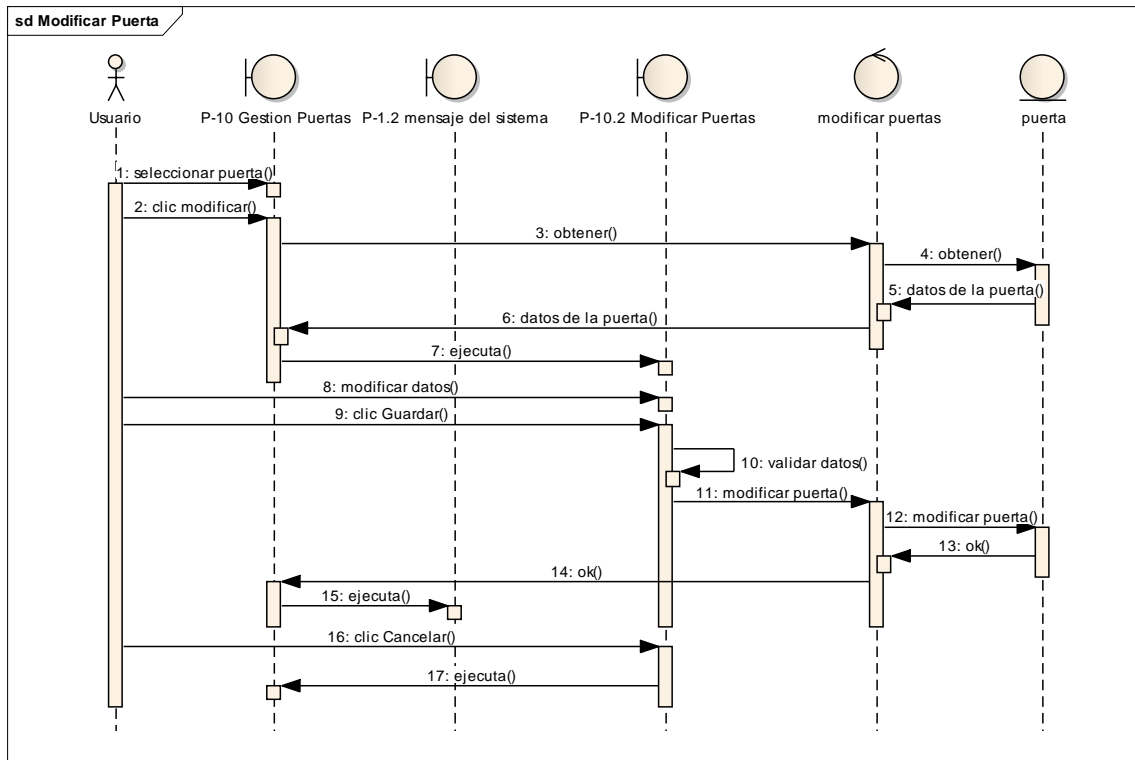 sd Modificar Puerta
Usuario
P-10 Gestion Puertas
P-1.2 mensaje del sistema
P-10.2 Modificar Puertas
modificar puertas
puerta
1: seleccionar puerta()
2: clic modificar()
3: obtener()
4: obtener()
5: datos de la puerta()
6: datos de la puerta()
7: ejecuta()
8: modificar datos()
9: clic Guardar()
10: validar datos()
11: modificar puerta()
12: modificar puerta()
13: ok()
14: ok()
15: ejecuta()
16: clic Cancelar()
17: ejecuta()